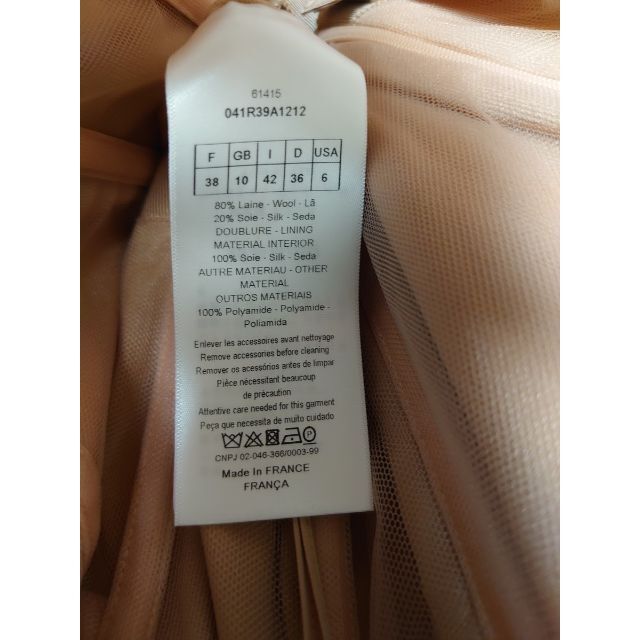 61415
041R39A1212
F GB I D USA
38 10 42 36 6
80% Laine - Wool - Lã
20% Soie - Silk - Seda
DOUBLURE - LINING
MATERIAL INTERIOR
100% Soie - Silk - Seda
AUTRE MATERIAU - OTHER
MATERIAL
OUTROS MATERIAIS
100% Polyamide - Polyamide -
Poliamida
Enlever les accessoires avant nettoyage
Remove accessories before cleaning
Remover os acessórios antes de limpar
Pièce nécessitant beaucoup
de précaution
Attentive care needed for this garment
Peça que necessita de muito cuidado
CNPJ 02-046-366/0003-99
Made In FRANCE
FRANÇA